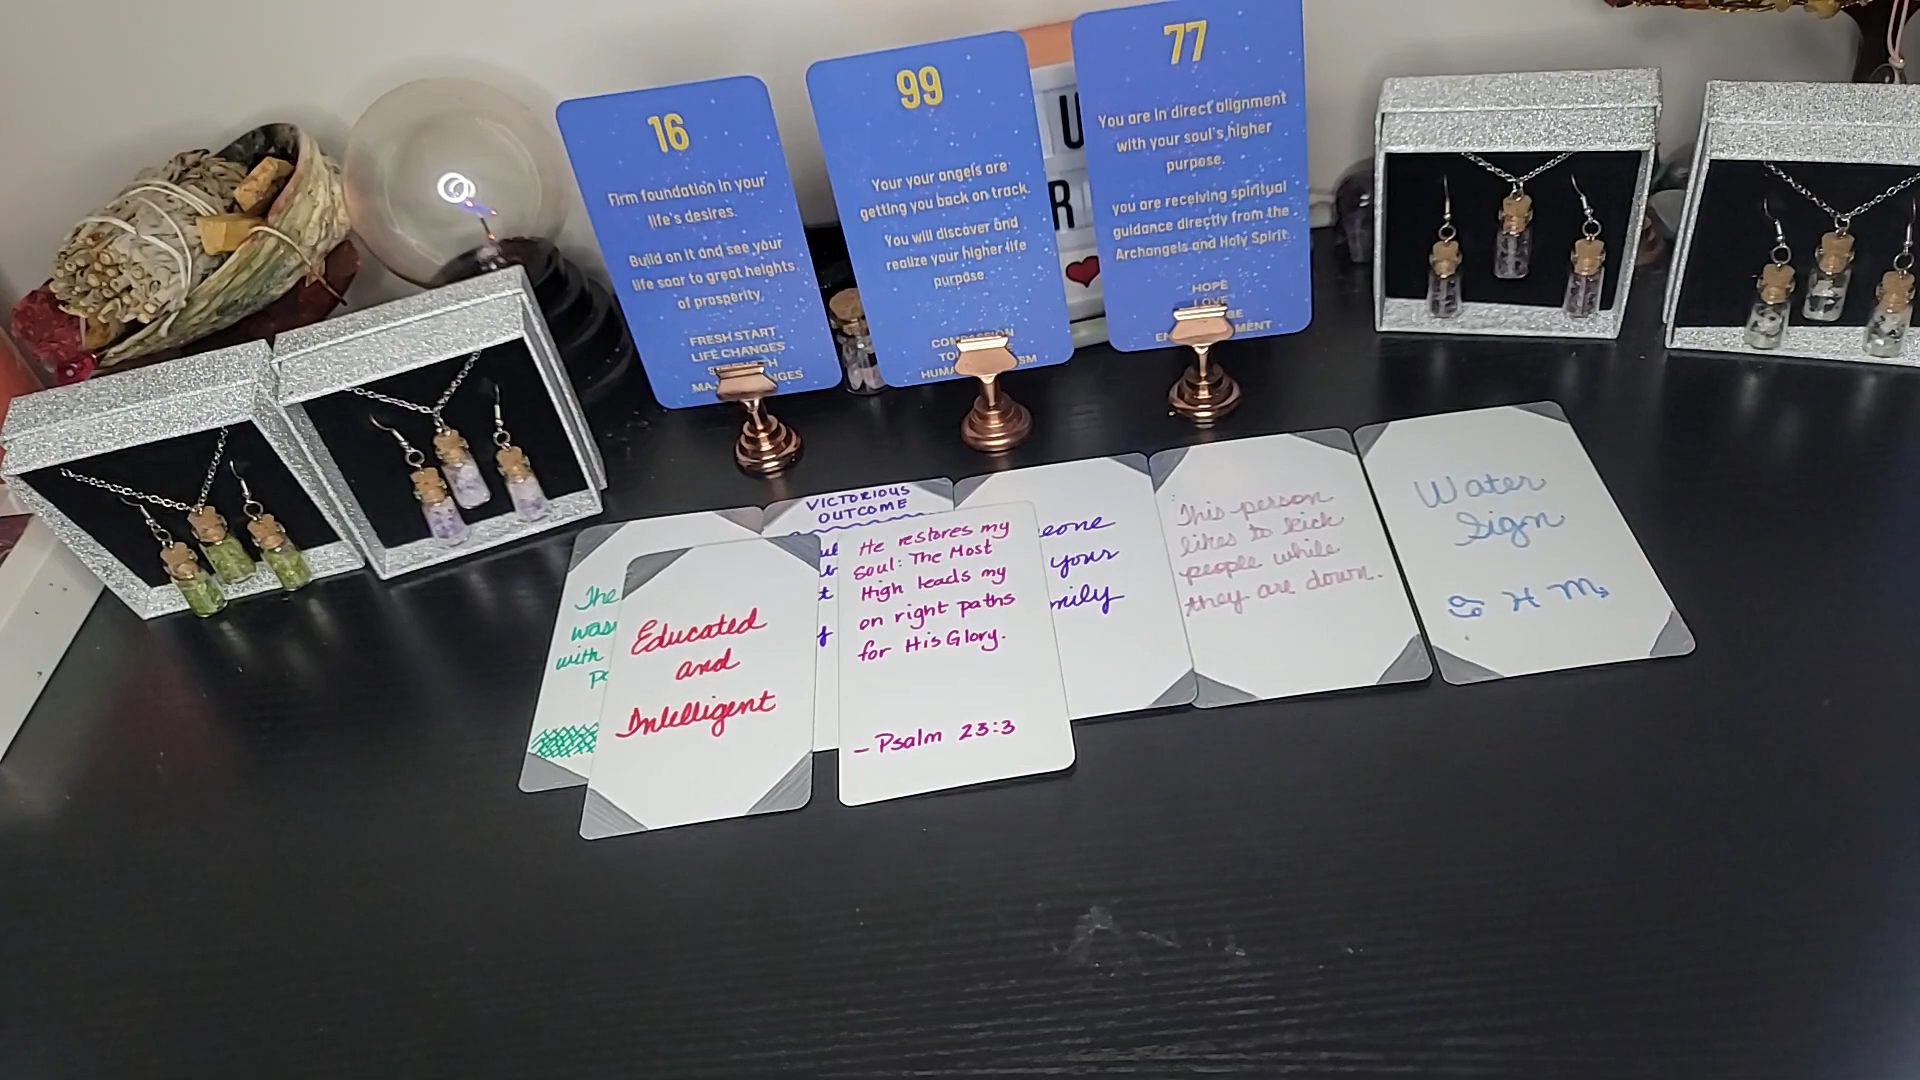 16
Firm foundation in your
life's desires.
Build on it and see your
life soar to great heights
of prosperity.
FRESH START
LIFE CHANGES
99
Your your angels are
getting you back on track.
You will discover and
realize your higher life
purpose.
77
You are in direct alignment
with your soul's higher
purpose.
you are receiving spiritual
guidance directly from the
Archangels and Holy Spirit.
HOPE
LOVE
U
R
The
was
with
VICTORIOUS
OUTCOME
Educated
and
Intelligent
He restores my
Soul: The Most
High leads my
on right paths
for His Glory.
- Psalm 23:3
your
This person
likes to kick
people while
they are down.
Water
Sign
♋ ♓ ♏